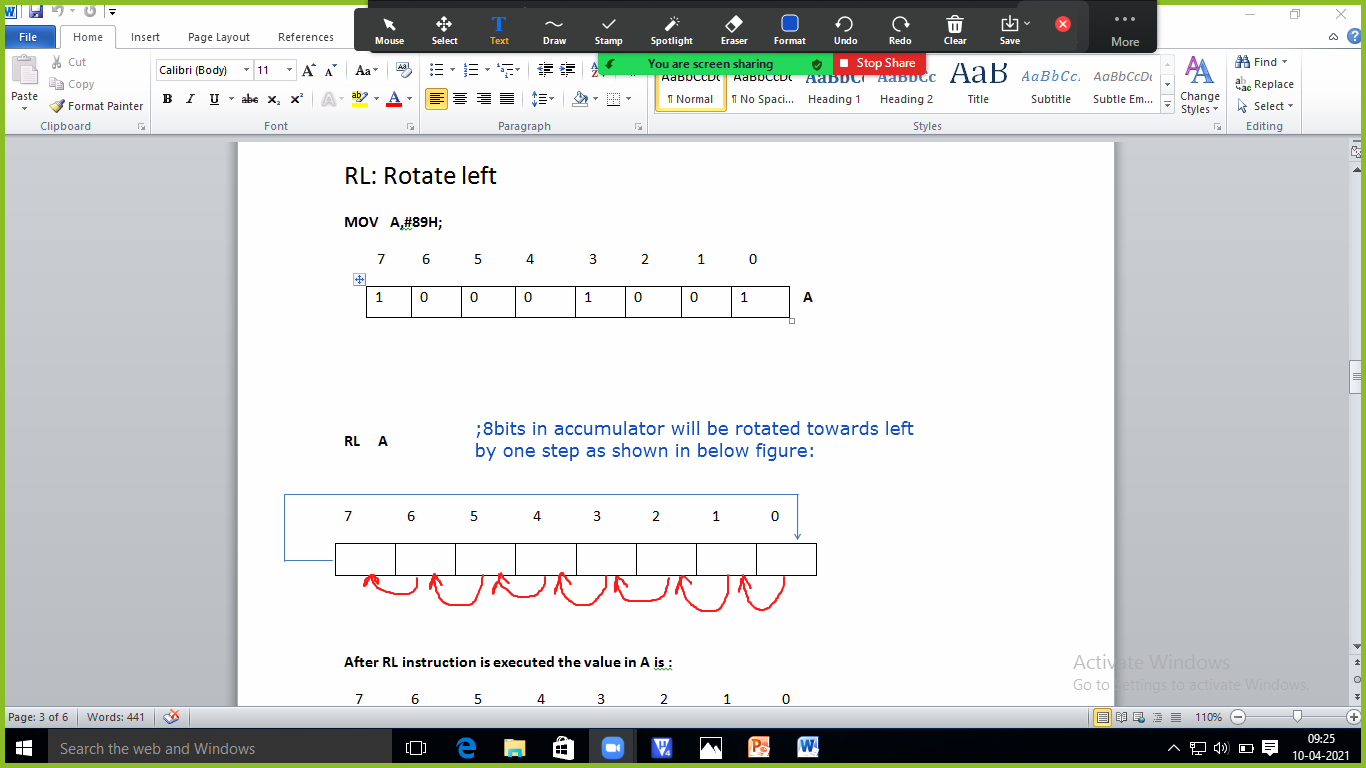 Mouse Select Text Draw Stamp Spotlight Eraser Format Undo Redo Clear Save More
File Home Insert Page Layout References
You are screen sharing Stop Share
Cut
Copy
Format Painter
Paste
Calibri (Body) 11
Aa
B I U abc x₂ x²
A ab A
AaBbCcDc AaBbCcDc AaBbCc AaBbCc AaB AaBbCc. AaBbCcDc
¶ Normal ¶ No Spaci... Heading 1 Heading 2 Title Subtitle Subtle Em...
Change
Styles
Find
Replace
Select
Clipboard Font Paragraph Styles Editing
RL: Rotate left
MOV A,#89H;
7 6 5 4 3 2 1 0
1 0 0 0 1 0 0 1 A
;8bits in accumulator will be rotated towards left
RL A
by one step as shown in below figure:
7 6 5 4 3 2 1 0
After RL instruction is executed the value in A is :
7 6 5 4 3 2 1 0
Activate Windows
Go to Settings to activate Windows.
Page: 3 of 6 Words: 441 110%
Search the web and Windows
09:25
10-04-2021